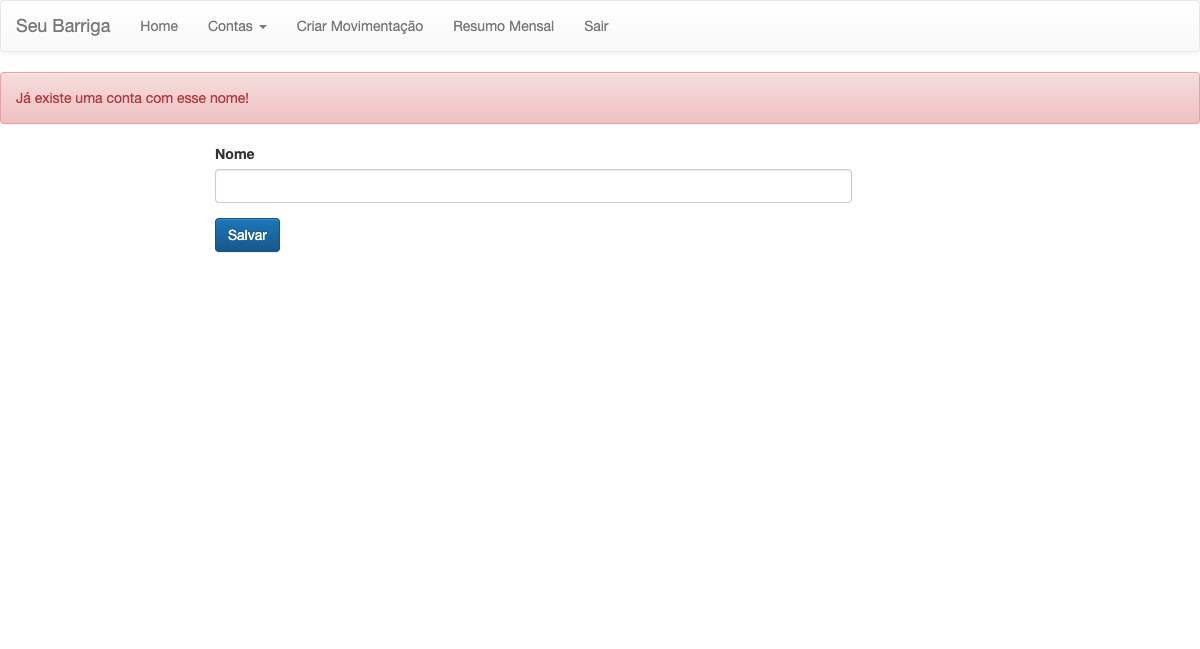 Seu Barriga Home Contas Criar Movimentação Resumo Mensal Sair
Já existe uma conta com esse nome!
Nome
Salvar